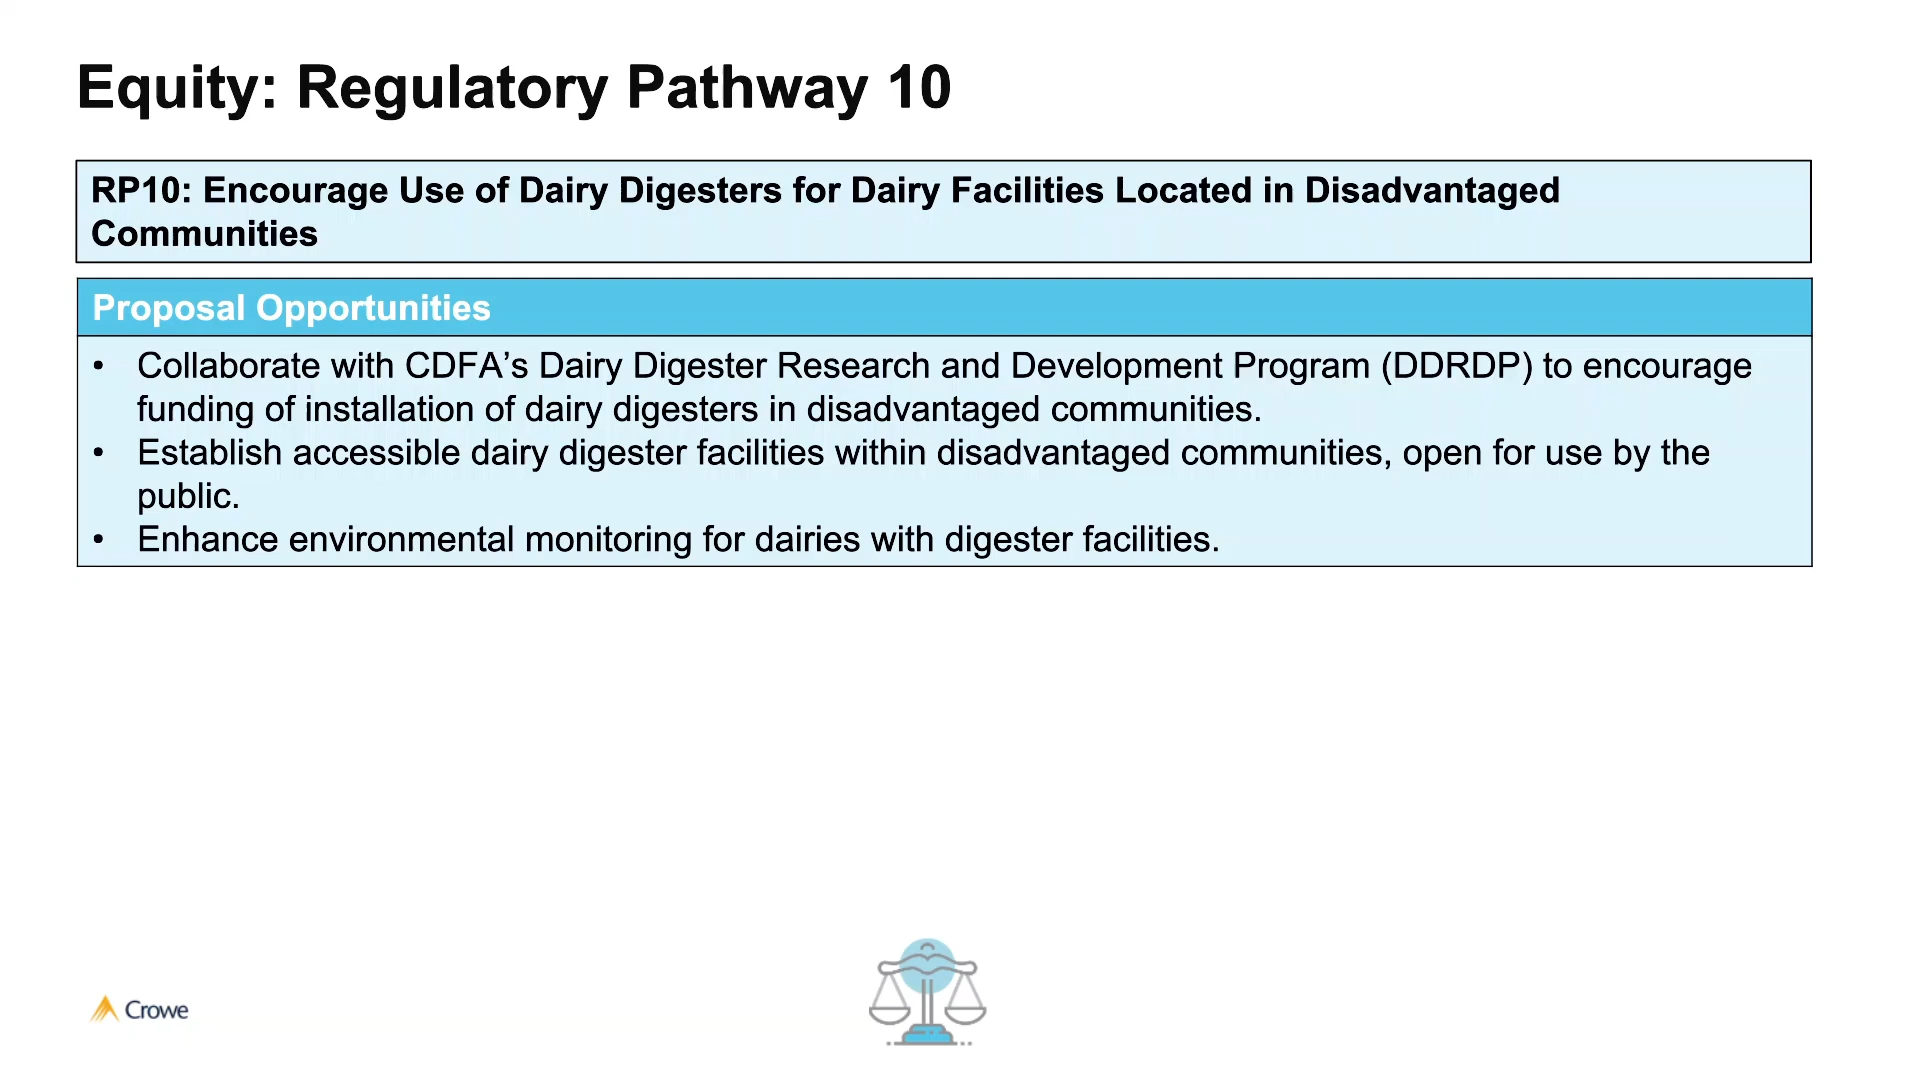 Equity: Regulatory Pathway 10
RP10: Encourage Use of Dairy Digesters for Dairy Facilities Located in Disadvantaged
Communities
Proposal Opportunities
• Collaborate with CDFA’s Dairy Digester Research and Development Program (DDRDP) to encourage
funding of installation of dairy digesters in disadvantaged communities.
• Establish accessible dairy digester facilities within disadvantaged communities, open for use by the
public.
• Enhance environmental monitoring for dairies with digester facilities.
Crowe